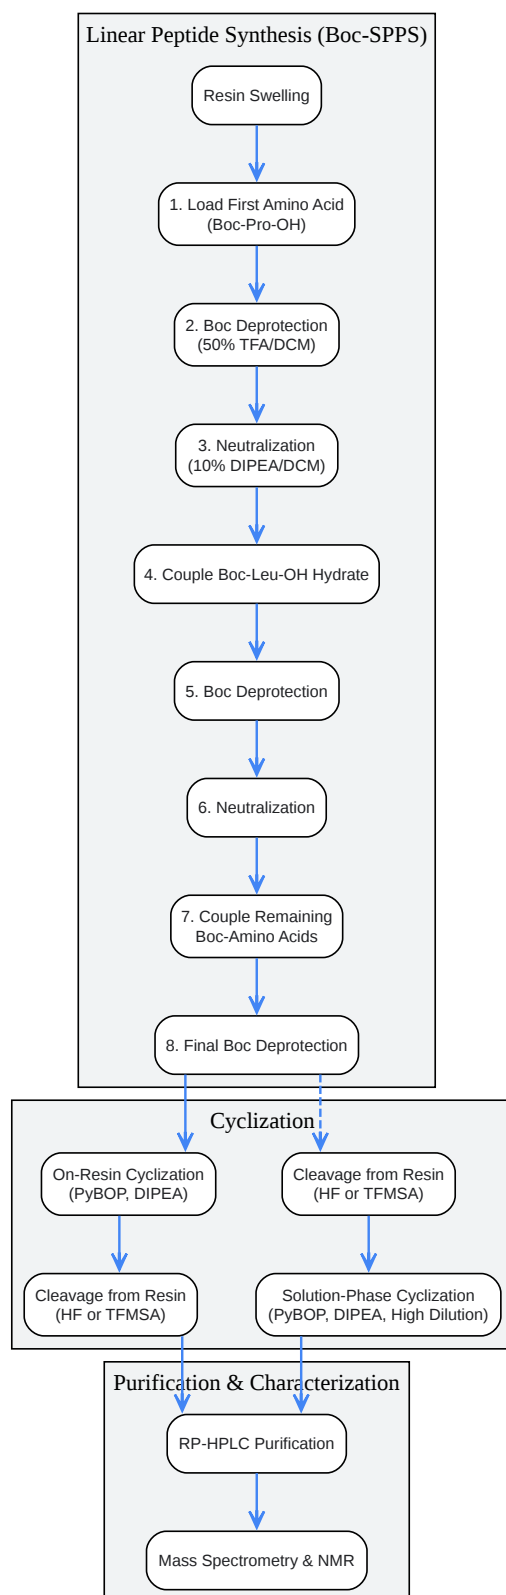 Linear Peptide Synthesis (Boc-SPPS)
Resin Swelling
1. Load First Amino Acid
(Boc-Pro-OH)
2. Boc Deprotection
(50% TFA/DCM)
3. Neutralization
(10% DIPEA/DCM)
4. Couple Boc-Leu-OH Hydrate
5. Boc Deprotection
6. Neutralization
7. Couple Remaining
Boc-Amino Acids
8. Final Boc Deprotection
Cyclization
On-Resin Cyclization
(PyBOP, DIPEA)
Cleavage from Resin
(HF or TFMSA)
Cleavage from Resin
(HF or TFMSA)
Solution-Phase Cyclization
(PyBOP, DIPEA, High Dilution)
Purification & Characterization
RP-HPLC Purification
Mass Spectrometry & NMR